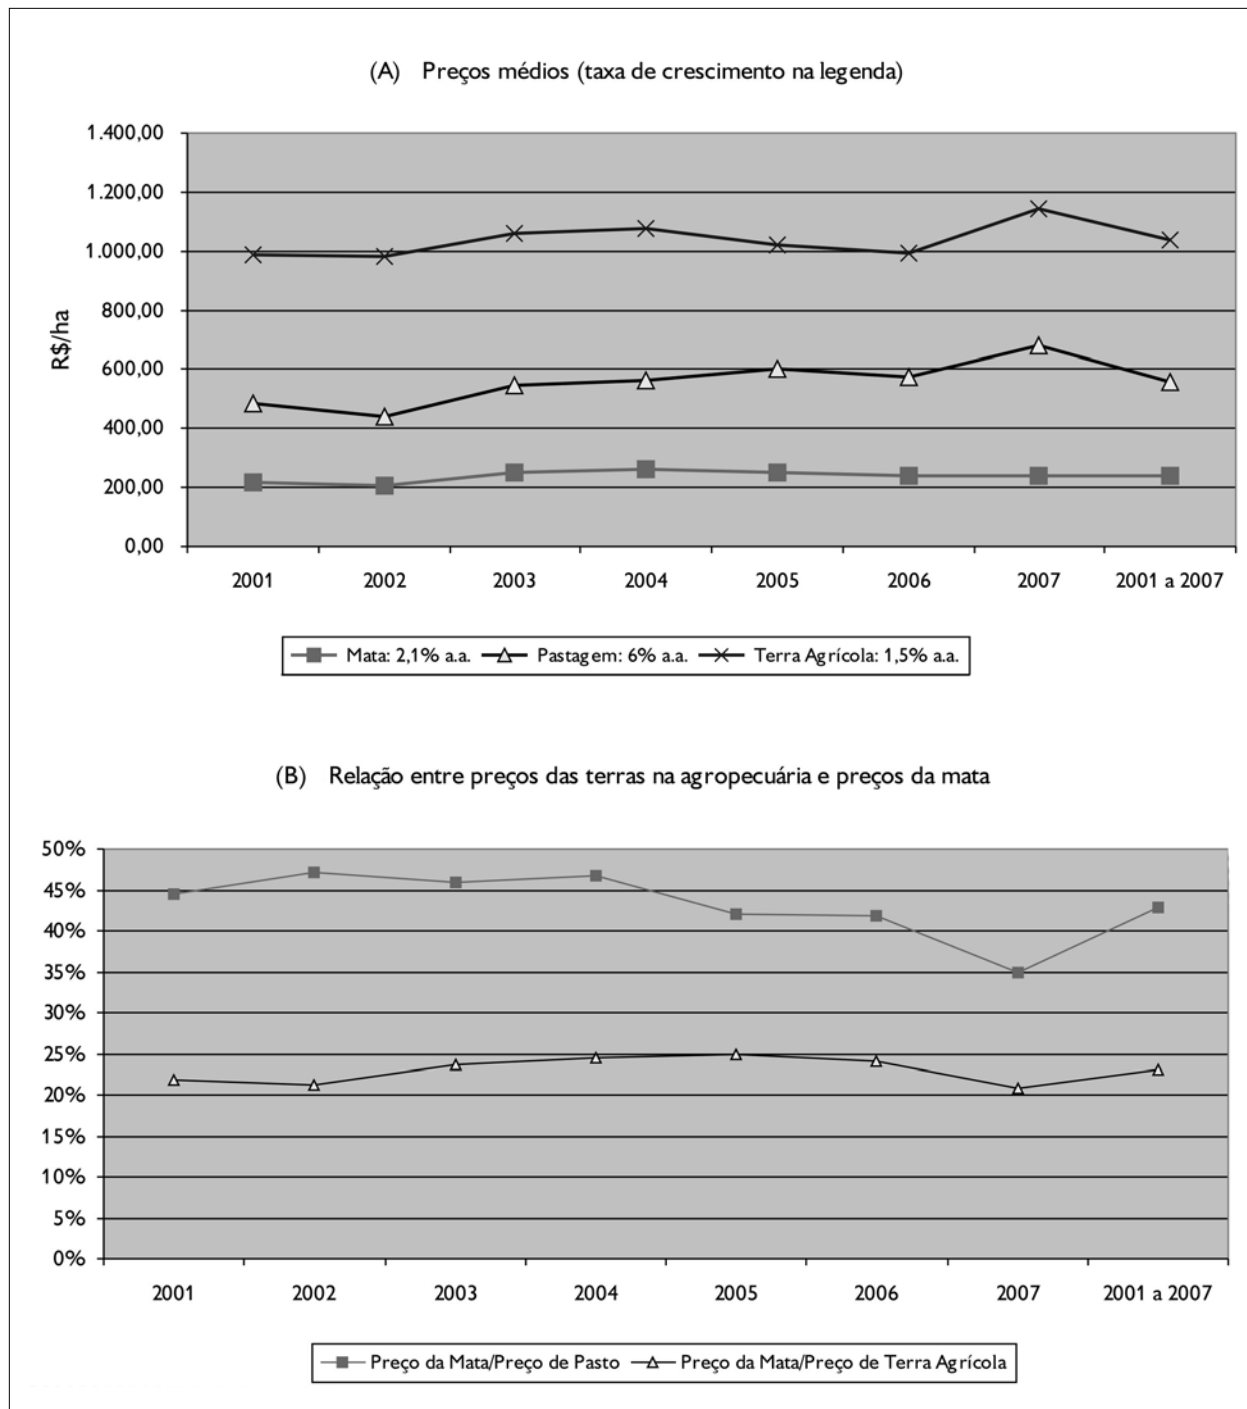 (A) Preços médios (taxa de crescimento na legenda)
1.400,00
1.200,00
1.000,00
800,00
600,00
400,00
200,00
0,00
R$/ha
2001 2002 2003 2004 2005 2006 2007 2001 a 2007
Mata: 2,1% a.a. Pastagem: 6% a.a. Terra Agrícola: 1,5% a.a.
(B) Relação entre preços das terras na agropecuária e preços da mata
50%
45%
40%
35%
30%
25%
20%
15%
10%
5%
0%
2001 2002 2003 2004 2005 2006 2007 2001 a 2007
Preço da Mata/Preço de Pasto Preço da Mata/Preço de Terra Agrícola